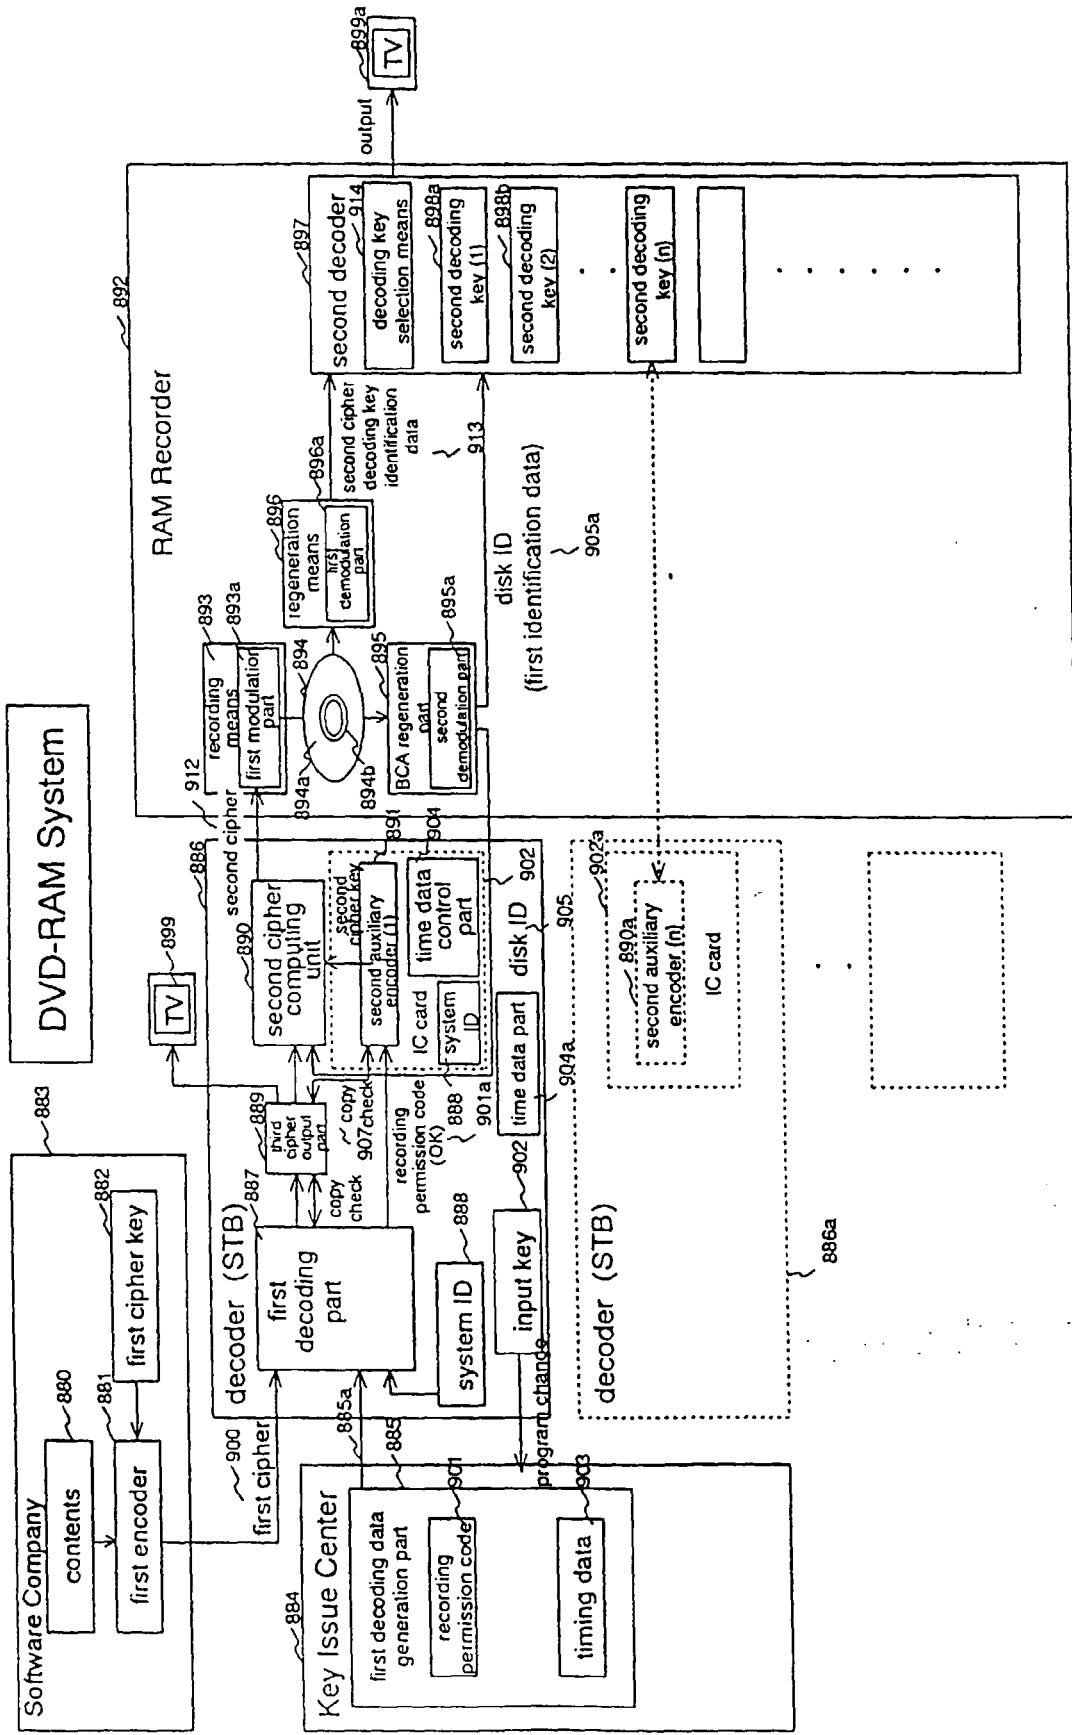 DVD-RAM System
Software Company
883
contents
880
first encoder
881
first cipher key
882
900
first cipher
Key Issue Center
884
first decoding data
generation part
885
885a
recording
permission code
901
timing data
903
program change
decoder (STB)
886
first
decoding
part
887
system ID
888
input key
902
copy
check
third
cipher
output
part
889
TV
899
copy
907check
recording
permission code
(OK)
901a
888
second cipher
computing
unit
890
second
cipher key
second auxiliary
encoder (1)
891
IC card
system
ID
time data
control
part
904
902
time data part
904a
disk ID
905
second cipher
912
decoder (STB)
886a
second auxiliary
encoder (n)
890a
IC card
902a
RAM Recorder
892
recording
means
893
first modulation
part
893a
894
894a
894b
BCA regeneration
part
895
second
demodulation part
895a
regeneration
means
896
first
demodulation
part
896a
second cipher
decoding key
identification
data
913
disk ID
(first identification data)
905a
second decoder
897
decoding key
selection means
914
second decoding
key (1)
898a
second decoding
key (2)
898b
second decoding
key (n)
output
TV
899a